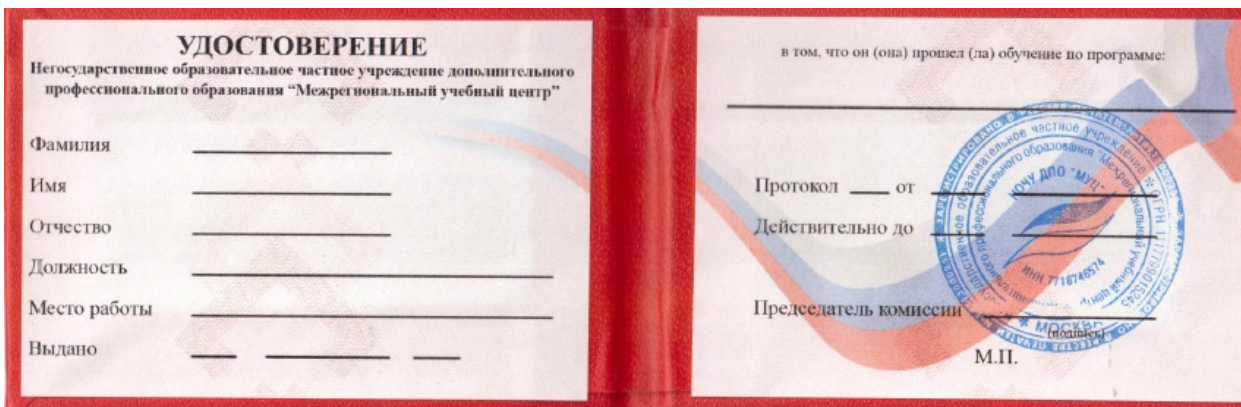 УДОСТОВЕРЕНИЕ
Негосударственное образовательное частное учреждение дополнительного
профессионального образования “Межрегиональный учебный центр”
Фамилия
Имя
Отчество
Должность
Место работы
Выдано
в том, что он (она) прошел (ла) обучение по программе:
Протокол от
Действительно до
Председатель комиссии
(подпись)
М.П.
НОЧУ ДПО "МУЦ"
ИНН 7716746574
МОСКВА